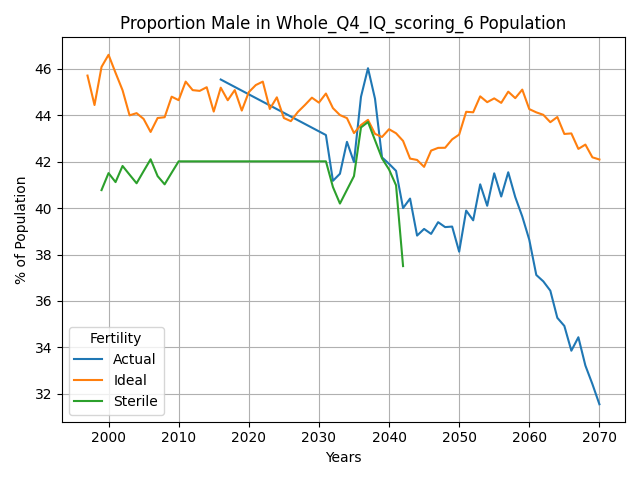 Proportion Male in Whole_Q4_IQ_scoring_6 Population
% of Population
46
44
42
40
38
36
34
32
Fertility
Actual
Ideal
Sterile
2000 2010 2020 2030 2040 2050 2060 2070
Years